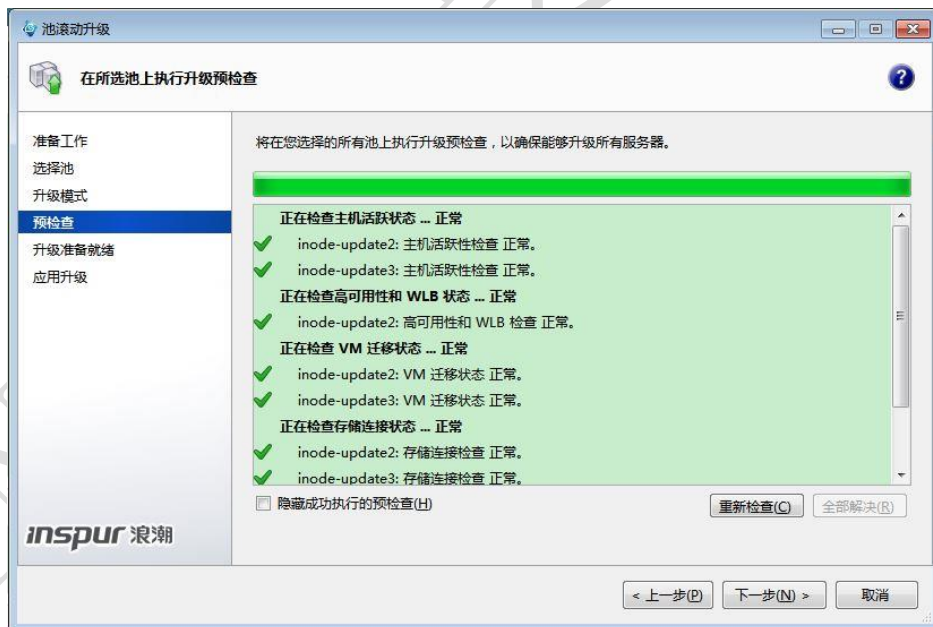 池滚动升级
在所选池上执行升级预检查
准备工作
选择池
升级模式
预检查
升级准备就绪
应用升级
将在您选择的所有池上执行升级预检查，以确保能够升级所有服务器。
正在检查主机活跃状态 ... 正常
inode-update2: 主机活跃性检查 正常。
inode-update3: 主机活跃性检查 正常。
正在检查高可用性和 WLB 状态 ... 正常
inode-update2: 高可用性和 WLB 检查 正常。
正在检查 VM 迁移状态 ... 正常
inode-update2: VM 迁移状态 正常。
inode-update3: VM 迁移状态 正常。
正在检查存储连接状态 ... 正常
inode-update2: 存储连接检查 正常。
inode-update3: 存储连接检查 正常。
隐藏成功执行的预检查(H)
重新检查(C)
全部解决(R)
inspur 浪潮
< 上一步(P)
下一步(N) >
取消